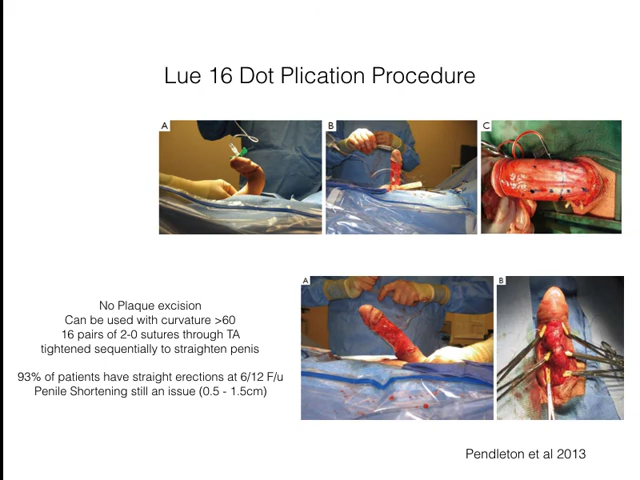 Lue 16 Dot Plication Procedure
A
B
C
A
B
No Plaque excision
Can be used with curvature >60
16 pairs of 2-0 sutures through TA
tightened sequentially to straighten penis
93% of patients have straight erections at 6/12 F/u
Penile Shortening still an issue (0.5 - 1.5cm)
Pendleton et al 2013